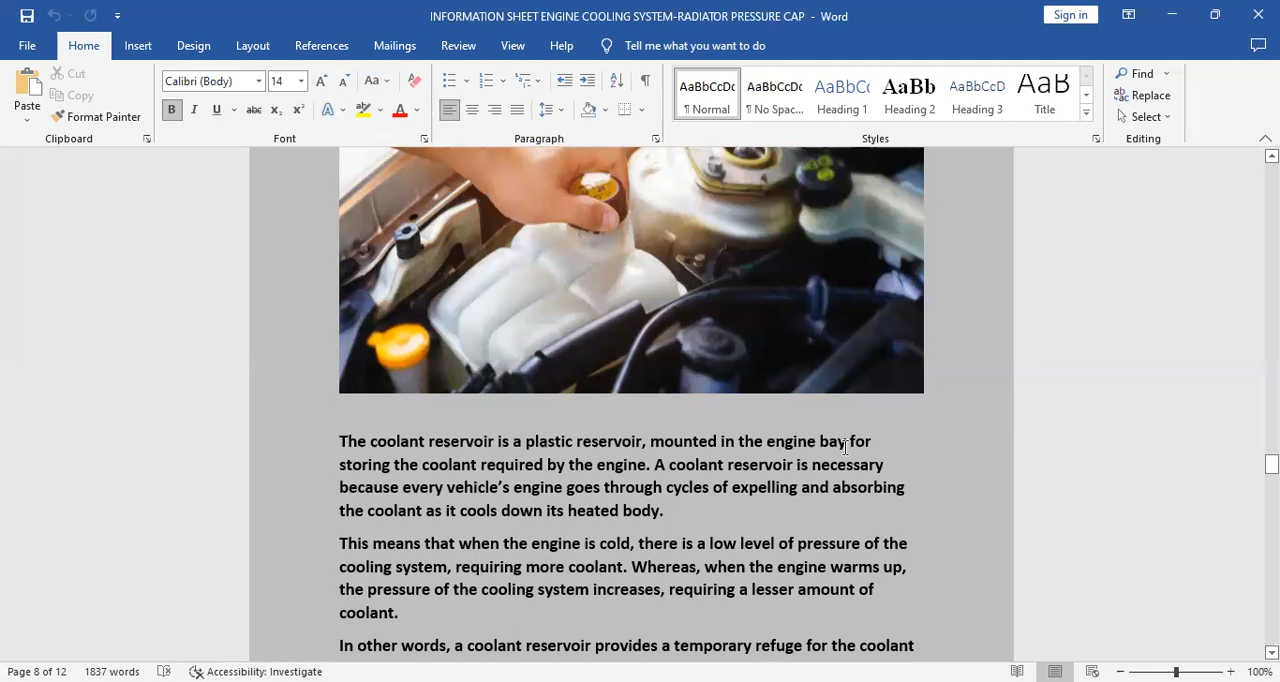 INFORMATION SHEET ENGINE COOLING SYSTEM-RADIATOR PRESSURE CAP - Word
Sign in
File Home Insert Design Layout References Mailings Review View Help Tell me what you want to do
Paste
Cut
Copy
Format Painter
Clipboard
Calibri (Body) 14
Aa
B I U abc x₂ x²
A A
Font
Paragraph
AaBbCcDc AaBbCcDc AaBbCc AaBb AaBbCcD AaB
¶ Normal ¶ No Spac... Heading 1 Heading 2 Heading 3 Title
Styles
Find
Replace
Select
Editing
The coolant reservoir is a plastic reservoir, mounted in the engine bay for
storing the coolant required by the engine. A coolant reservoir is necessary
because every vehicle’s engine goes through cycles of expelling and absorbing
the coolant as it cools down its heated body.
This means that when the engine is cold, there is a low level of pressure of the
cooling system, requiring more coolant. Whereas, when the engine warms up,
the pressure of the cooling system increases, requiring a lesser amount of
coolant.
In other words, a coolant reservoir provides a temporary refuge for the coolant
Page 8 of 12 1837 words Accessibility: Investigate 100%